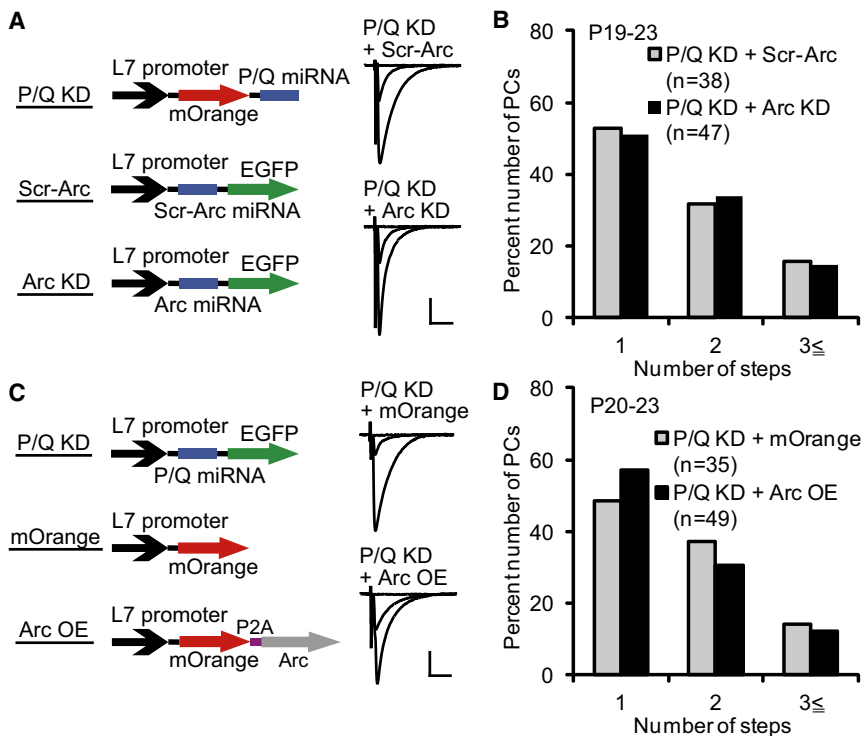 A
P/Q KD
L7 promoter
P/Q miRNA
mOrange
Scr-Arc
L7 promoter
EGFP
Scr-Arc miRNA
Arc KD
L7 promoter
EGFP
Arc miRNA
P/Q KD
+ Scr-Arc
P/Q KD
+ Arc KD
B
P19-23
P/Q KD + Scr-Arc
(n=38)
P/Q KD + Arc KD
(n=47)
Percent number of PCs
80
60
40
20
0
1
2
3≦
Number of steps
C
P/Q KD
L7 promoter
EGFP
P/Q miRNA
mOrange
L7 promoter
mOrange
Arc OE
L7 promoter
P2A
mOrange
Arc
P/Q KD
+ mOrange
P/Q KD
+ Arc OE
D
P20-23
P/Q KD + mOrange
(n=35)
P/Q KD + Arc OE
(n=49)
Percent number of PCs
80
60
40
20
0
1
2
3≦
Number of steps